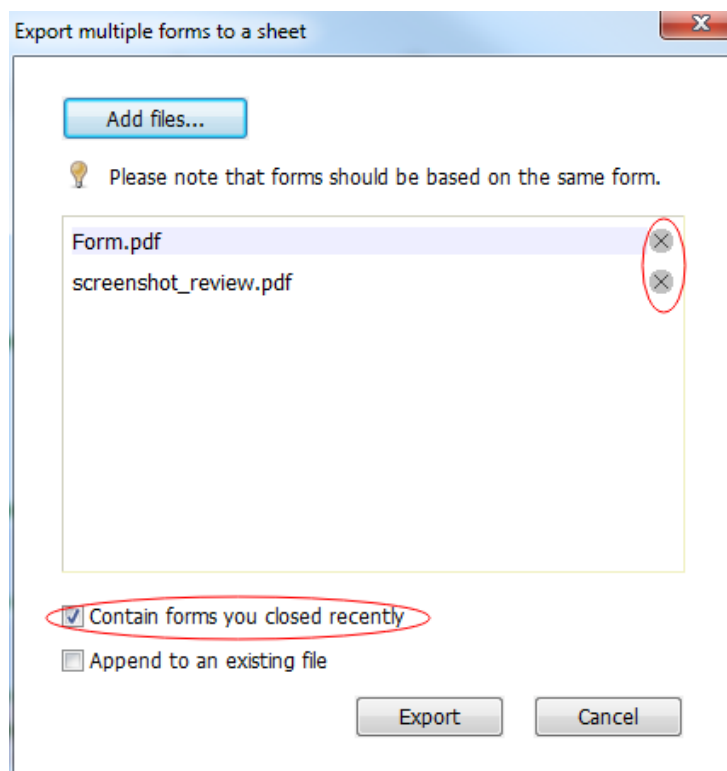 Export multiple forms to a sheet
Add files...
Please note that forms should be based on the same form.
Form.pdf
screenshot_review.pdf
Contain forms you closed recently
Append to an existing file
Export Cancel